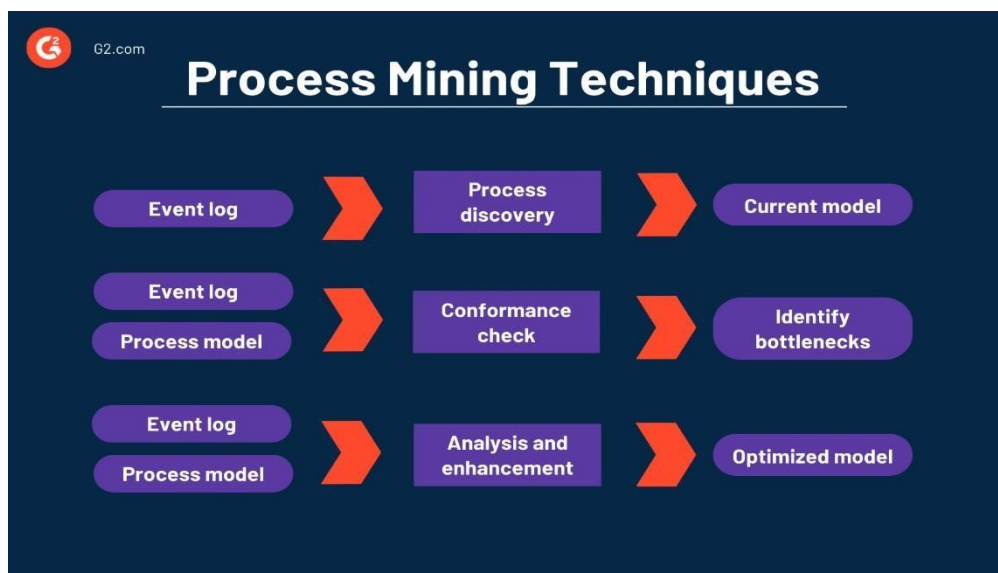 G2
G2.com
Process Mining Techniques
Event log
Process
discovery
Current model
Event log
Process model
Conformance
check
Identify
bottlenecks
Event log
Process model
Analysis and
enhancement
Optimized model